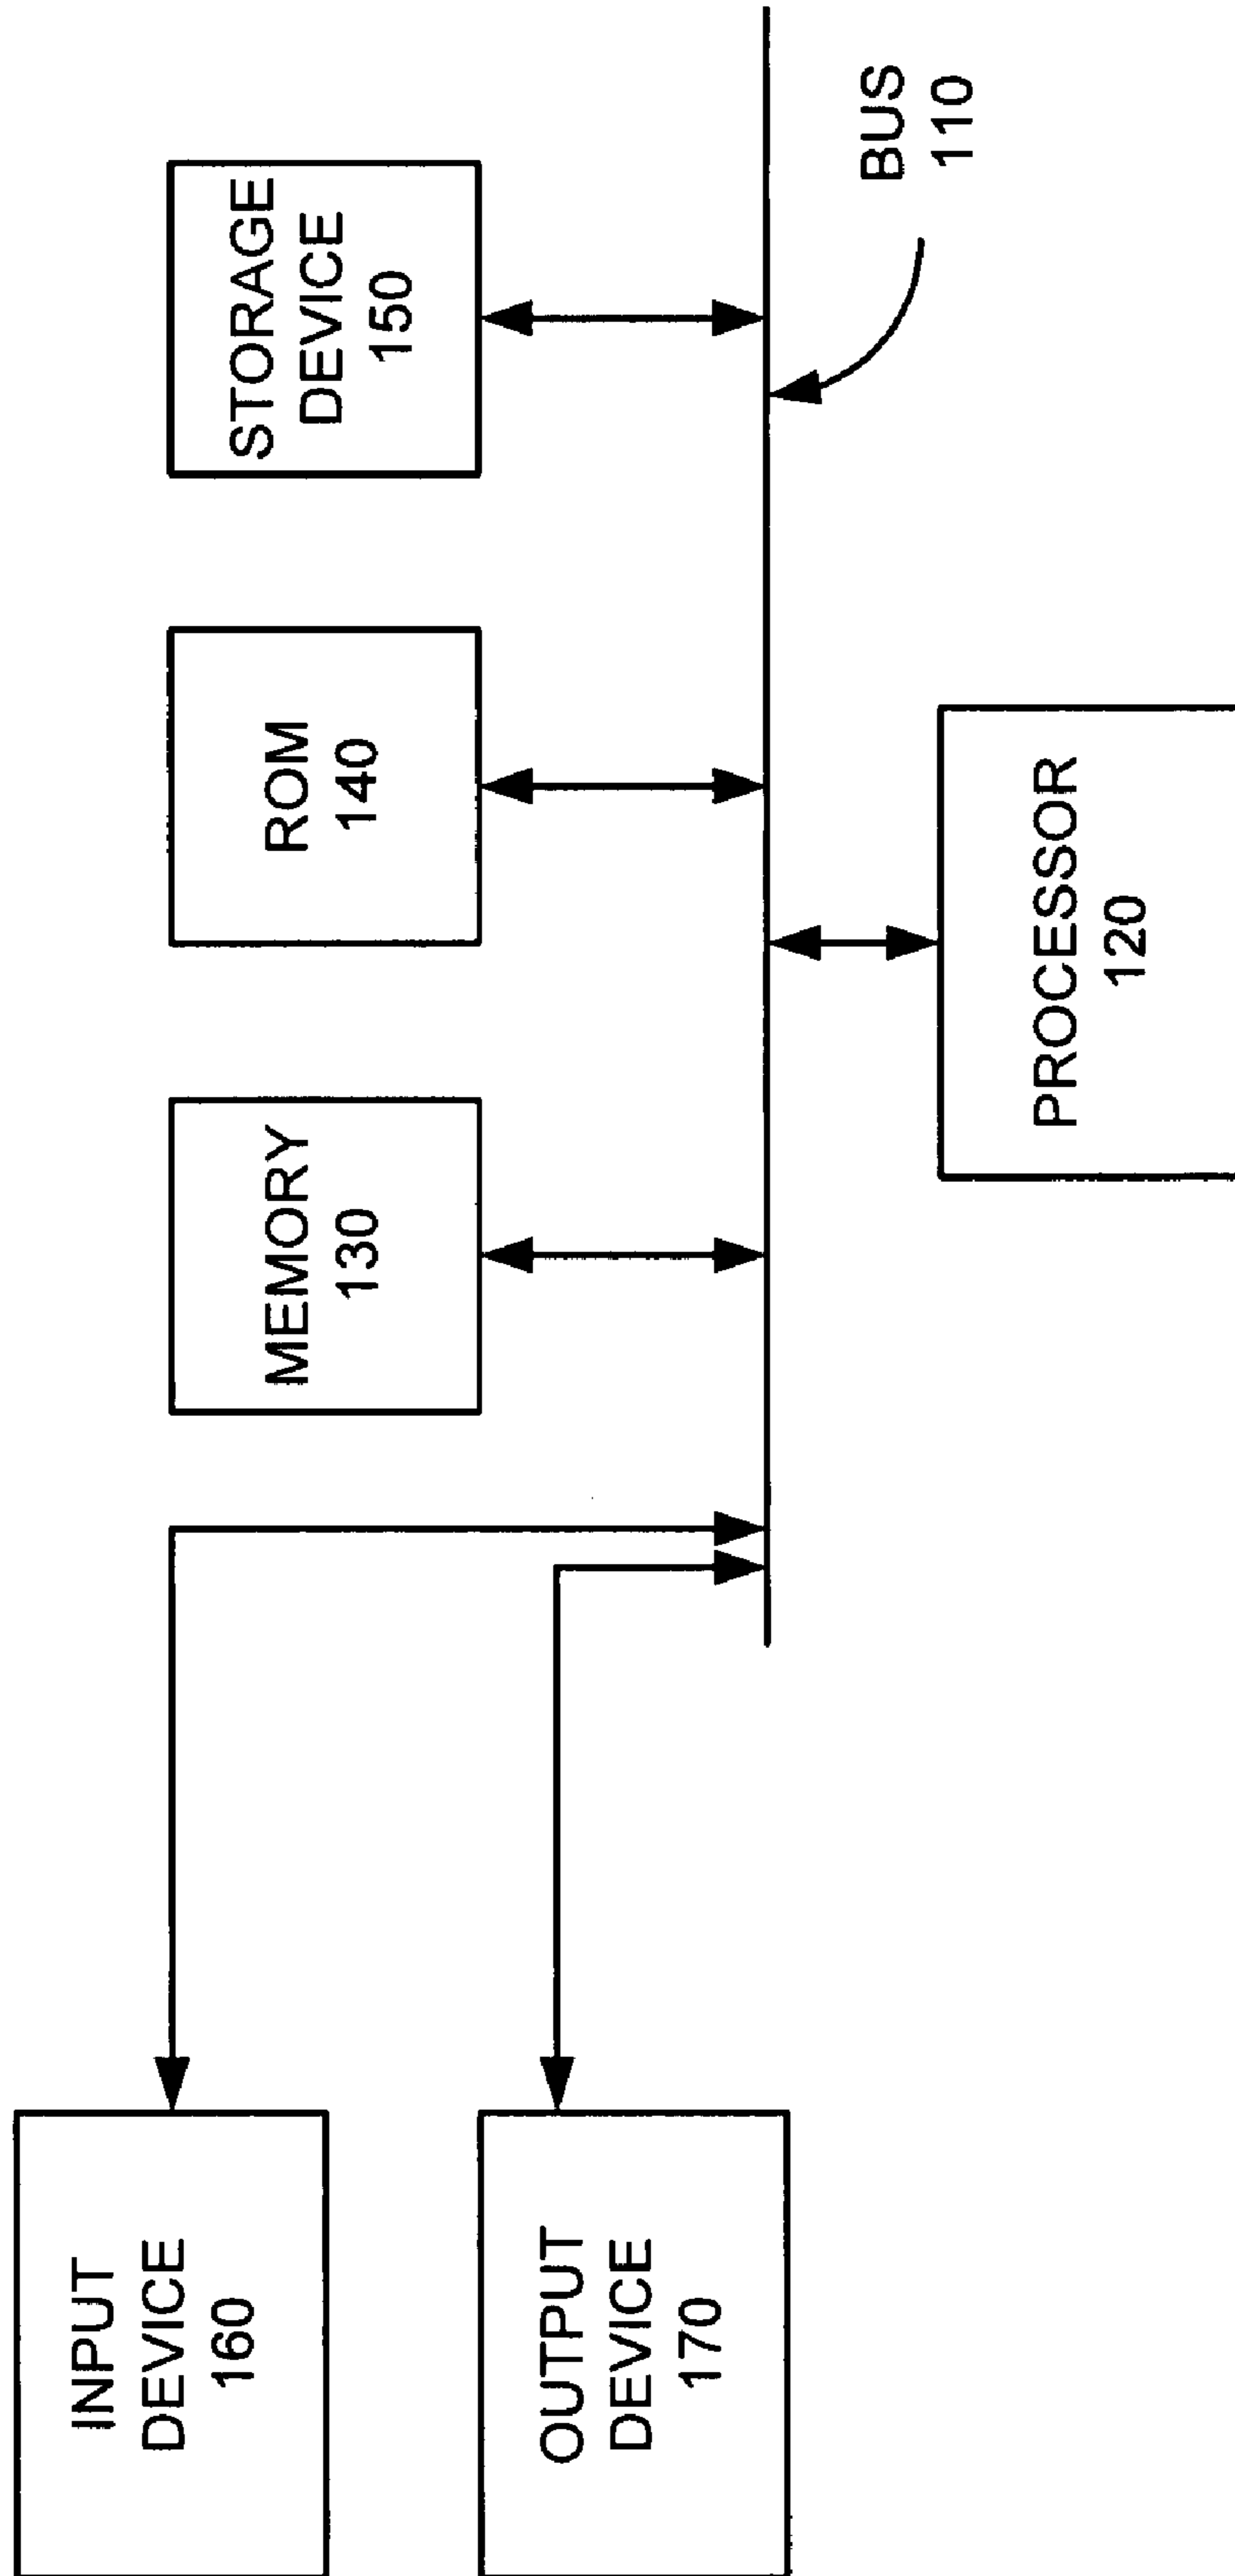 INPUT
DEVICE
160
OUTPUT
DEVICE
170
MEMORY
130
ROM
140
STORAGE
DEVICE
150
BUS
110
PROCESSOR
120